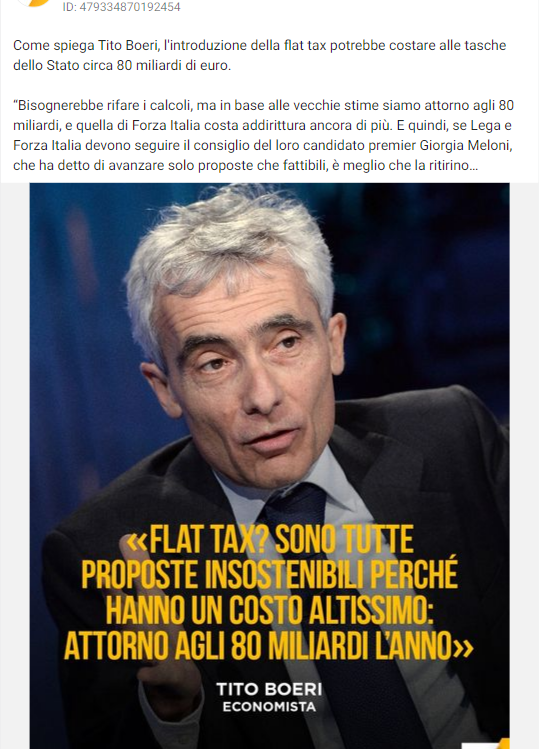 ID: 479334870192454
Come spiega Tito Boeri, l'introduzione della flat tax potrebbe costare alle tasche
dello Stato circa 80 miliardi di euro.
“Bisognerebbe rifare i calcoli, ma in base alle vecchie stime siamo attorno agli 80
miliardi, e quella di Forza Italia costa addirittura ancora di più. E quindi, se Lega e
Forza Italia devono seguire il consiglio del loro candidato premier Giorgia Meloni,
che ha detto di avanzare solo proposte che fattibili, è meglio che la ritirino...
«FLAT TAX? SONO TUTTE
PROPOSTE INSOSTENIBILI PERCHÉ
HANNO UN COSTO ALTISSIMO:
ATTORNO AGLI 80 MILIARDI L'ANNO»
TITO BOERI
ECONOMISTA